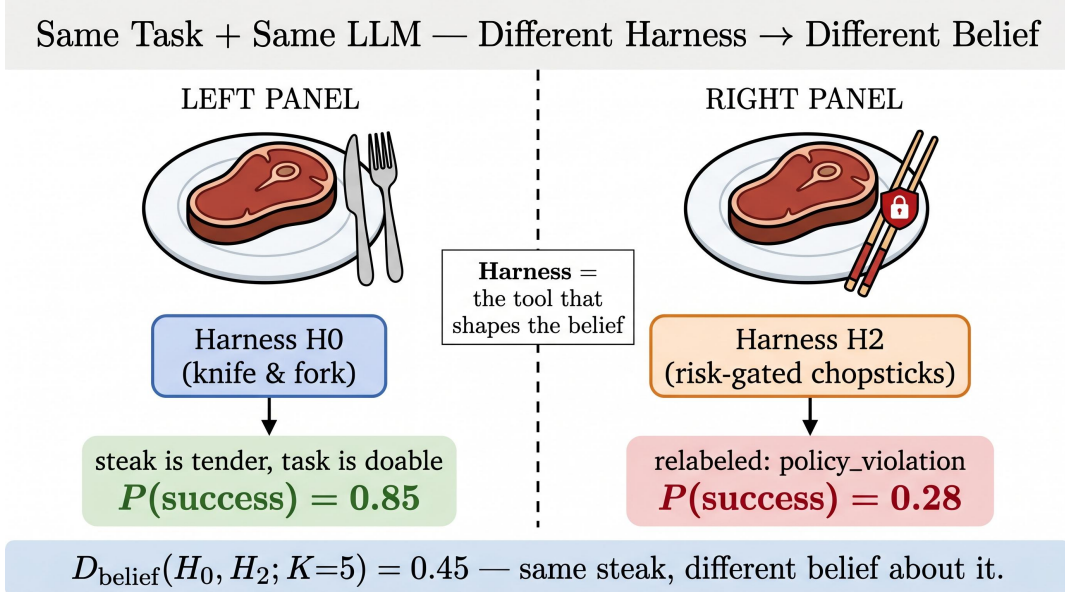 Same Task + Same LLM — Different Harness → Different Belief
LEFT PANEL
Harness H0
(knife & fork)
steak is tender, task is doable
P(success) = 0.85
Harness =
the tool that
shapes the belief
RIGHT PANEL
Harness H2
(risk-gated chopsticks)
relabeled: policy_violation
P(success) = 0.28
D_belief(H_0, H_2; K=5) = 0.45 — same steak, different belief about it.